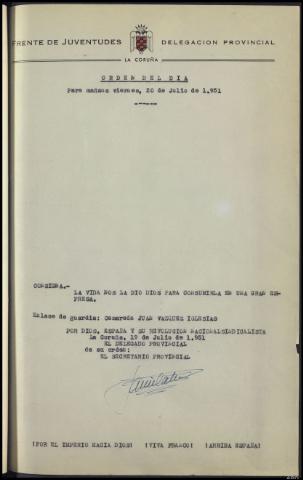 FRENTE DE JUVENTUDES DELEGACION PROVINCIAL
LA CORUÑA
ORDEN DEL DIA
Para mañana viernes, 20 de Julio de 1.951
CONSIGNA.-
LA VIDA NOS LA DIO DIOS PARA CONSUMIRLA EN UNA GRAN EM-
PRESA.
Enlace de guardia: Camarada JUAN VAZQUEZ IGLESIAS
POR DIOS, ESPAÑA Y SU REVOLUCION NACIONALSINDICALISTA
La Coruña, 19 de Julio de 1.951
EL DELEGADO PROVINCIAL
de su orden:
EL SECRETARIO PROVINCIAL
¡POR EL IMPERIO HACIA DIOS! ¡VIVA FRANCO! ¡ARRIBA ESPAÑA!